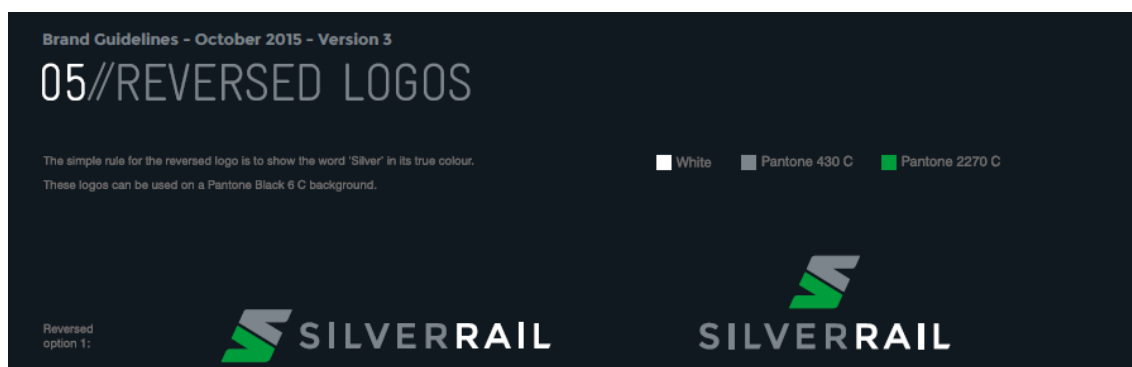 Brand Guidelines - October 2015 - Version 3
05//REVERSED LOGOS
The simple rule for the reversed logo is to show the word 'Silver' in its true colour.
These logos can be used on a Pantone Black 6 C background.
White
Pantone 430 C
Pantone 2270 C
Reversed
option 1:
SILVERRAIL
SILVERRAIL